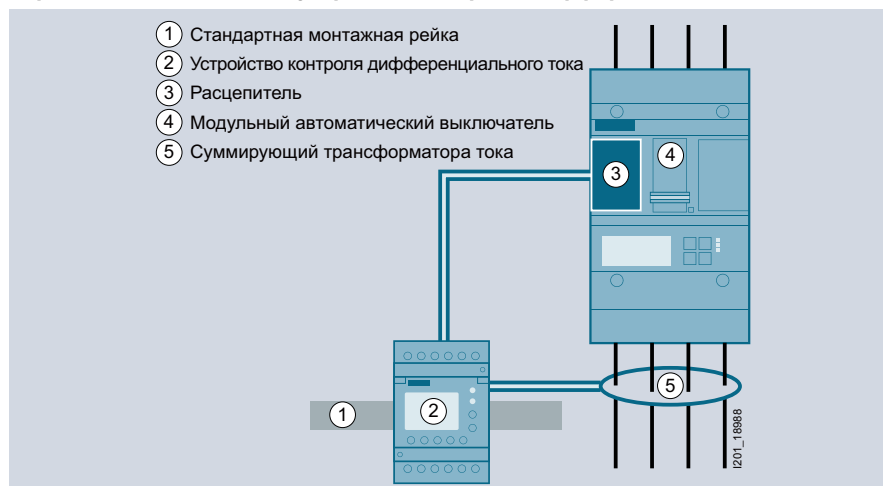 1 Стандартная монтажная рейка
2 Устройство контроля дифференциального тока
3 Расцепитель
4 Модульный автоматический выключатель
5 Суммирующий трансформатора тока
3
4
5
1
2
I201_18988